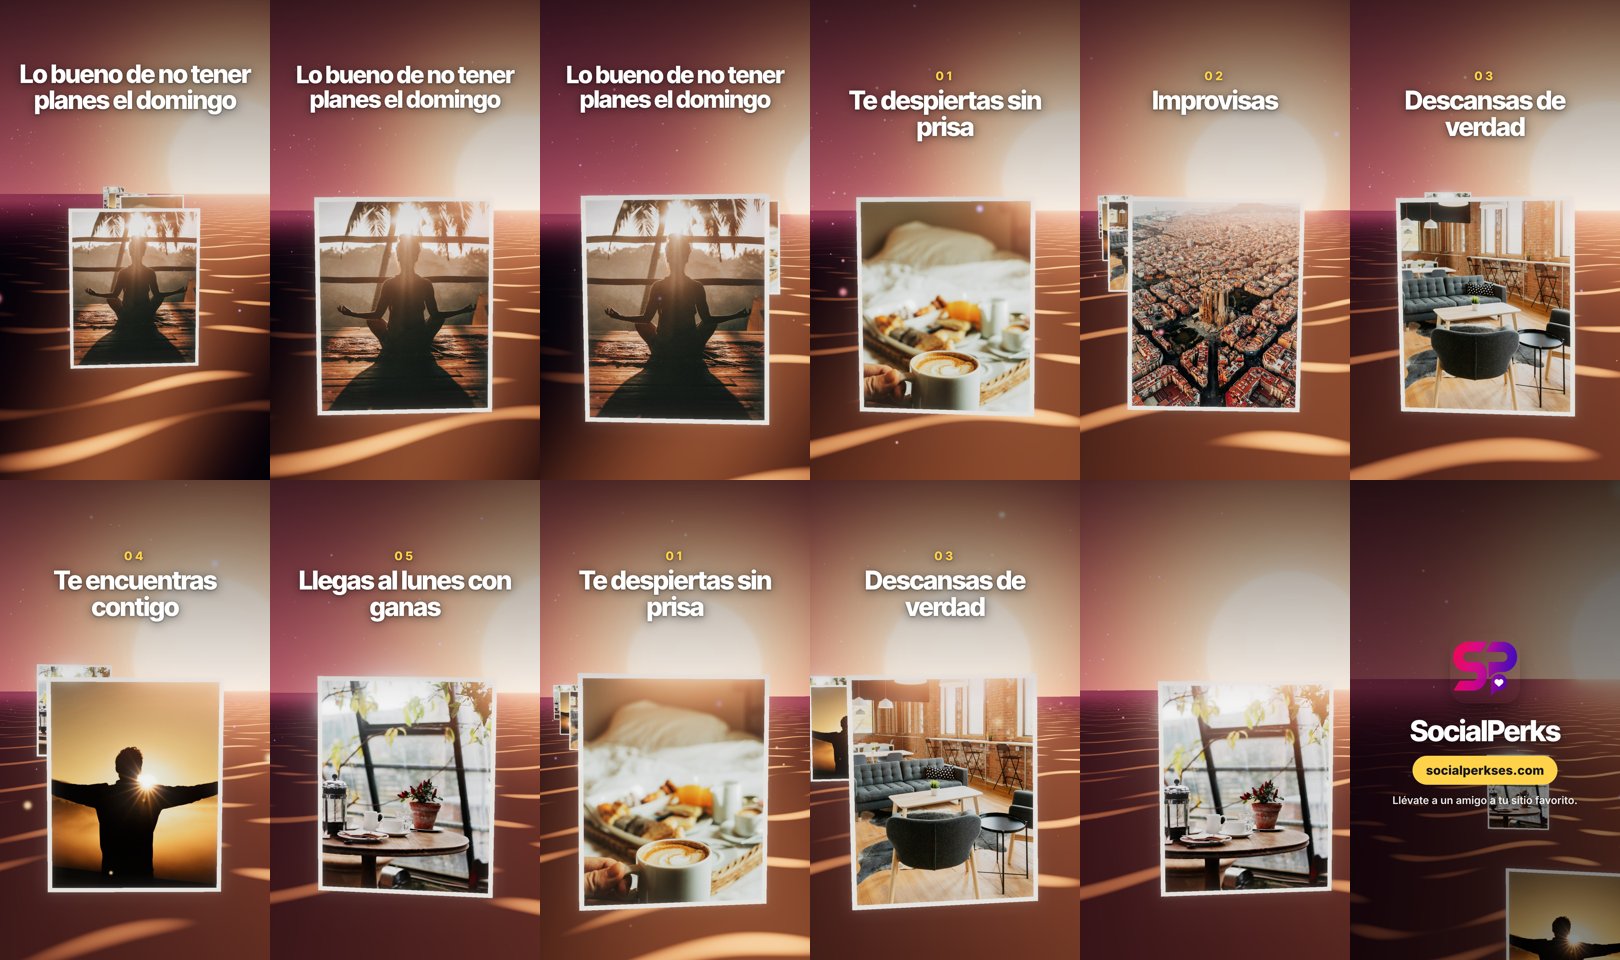 Lo bueno de no tener
planes el domingo
Lo bueno de no tener
planes el domingo
Lo bueno de no tener
planes el domingo
01
Te despiertas sin
prisa
02
Improvisas
03
Descansas de
verdad
04
Te encuentras
contigo
05
Llegas al lunes con
ganas
01
Te despiertas sin
prisa
03
Descansas de
verdad
SP
SocialPerks
socialperkses.com
Llévate a un amigo a tu sitio favorito.